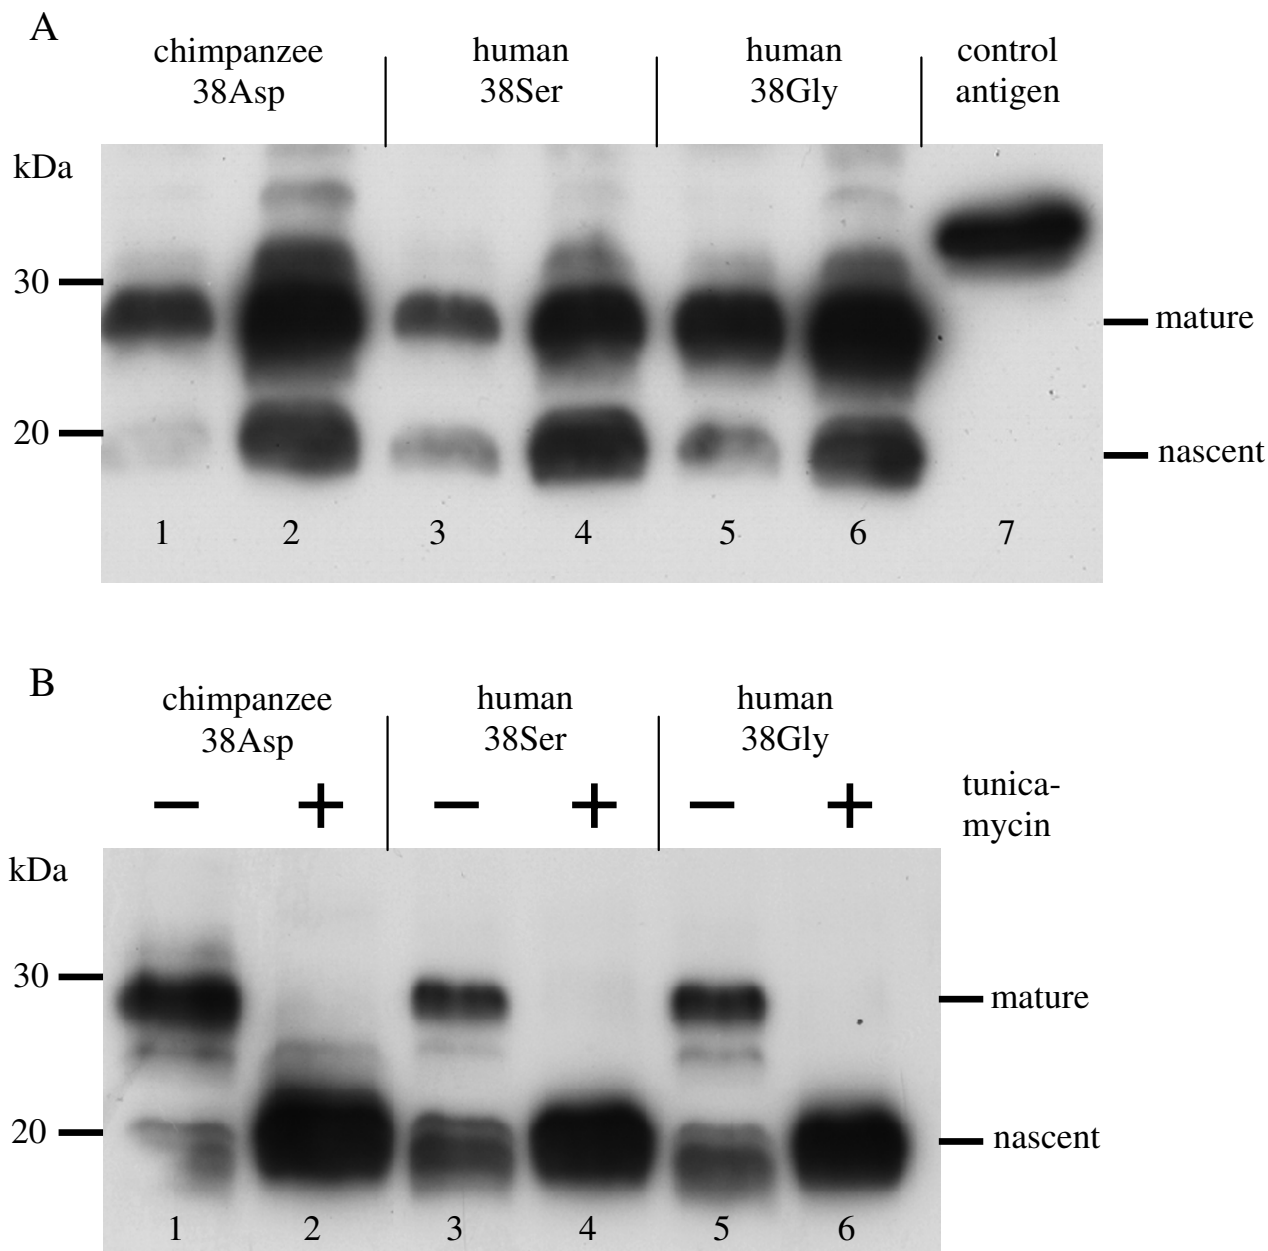 A
chimpanzee
38Asp
human
38Ser
human
38Gly
control
antigen
kDa
30
20
mature
nascent
1 2 3 4 5 6 7
B
chimpanzee
38Asp
human
38Ser
human
38Gly
− + − + − +
tunica-
mycin
kDa
30
20
mature
nascent
1 2 3 4 5 6